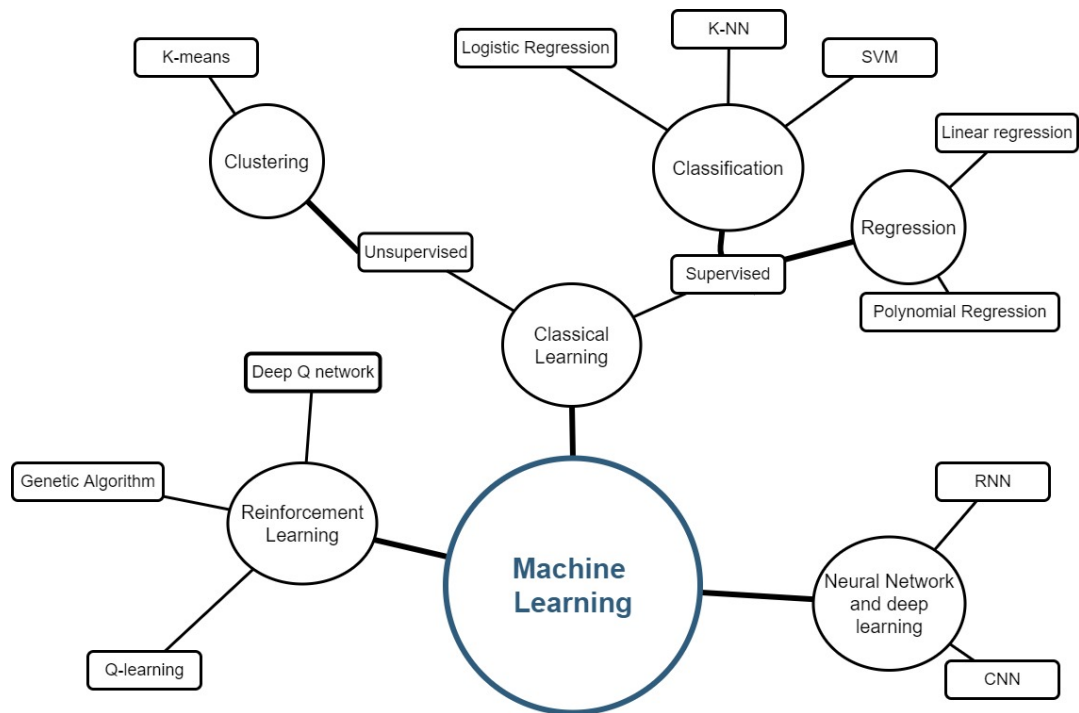 K-NN
K-means
Logistic Regression
SVM
Linear regression
Clustering
Classification
Regression
Unsupervised
Supervised
Polynomial Regression
Classical
Learning
Deep Q network
Genetic Algorithm
RNN
Reinforcement
Learning
Machine
Learning
Neural Network
and deep
learning
Q-learning
CNN